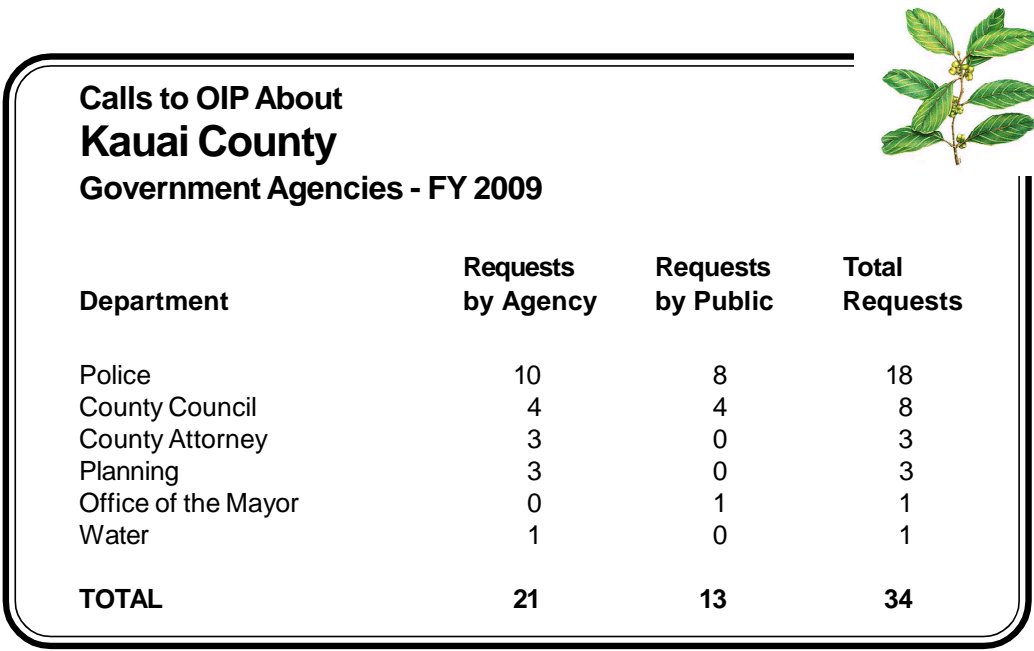 Calls to OIP About
Kauai County
Government Agencies - FY 2009
Requests Requests Total
Department by Agency by Public Requests
Police 10 8 18
County Council 4 4 8
County Attorney 3 0 3
Planning 3 0 3
Office of the Mayor 0 1 1
Water 1 0 1
TOTAL 21 13 34